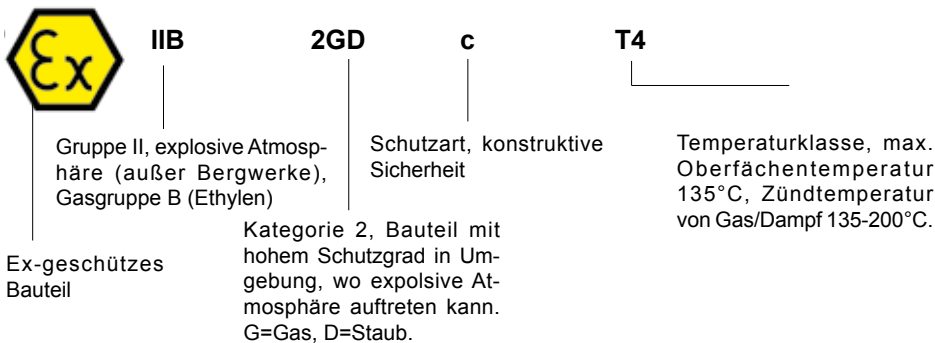 Ex IIB 2GD c T4
Gruppe II, explosive Atmosp-
häre (außer Bergwerke),
Gasgruppe B (Ethylen)
Schutzart, konstruktive
Sicherheit
Temperaturklasse, max.
Oberfächentemperatur
135°C, Zündtemperatur
von Gas/Dampf 135-200°C.
Kategorie 2, Bauteil mit
hohem Schutzgrad in Um-
gebung, wo expolsive At-
mosphäre auftreten kann.
G=Gas, D=Staub.
Ex-geschützes
Bauteil